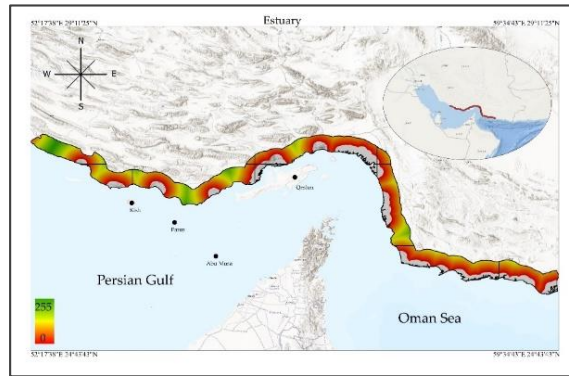 Estuary
52°17'38"E 29°11'25"N
59°34'43"E 29°11'25"N
N
W E
S
Qeshm
Kish
Faror
Abu Musa
Persian Gulf
Oman Sea
255
0
52°17'38"E 24°43'43"N
59°34'43"E 24°43'43"N